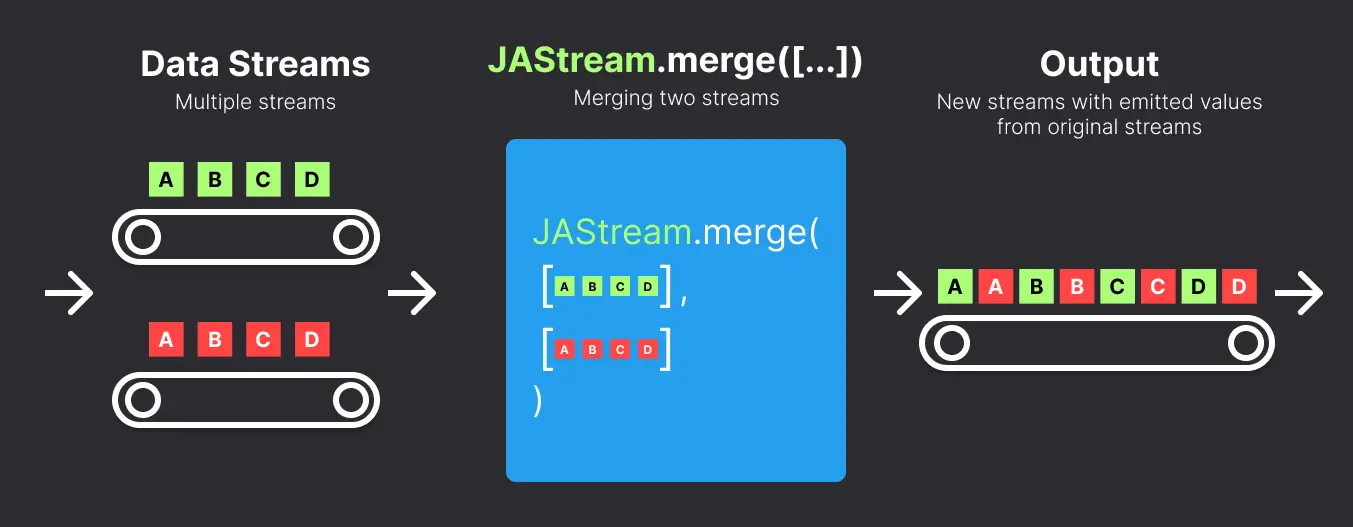 Data Streams
Multiple streams
A B C D
A B C D
JAStream.merge([...])
Merging two streams
JAStream.merge(
[A B C D],
[A B C D]
)
Output
New streams with emitted values
from original streams
A A B B C C D D